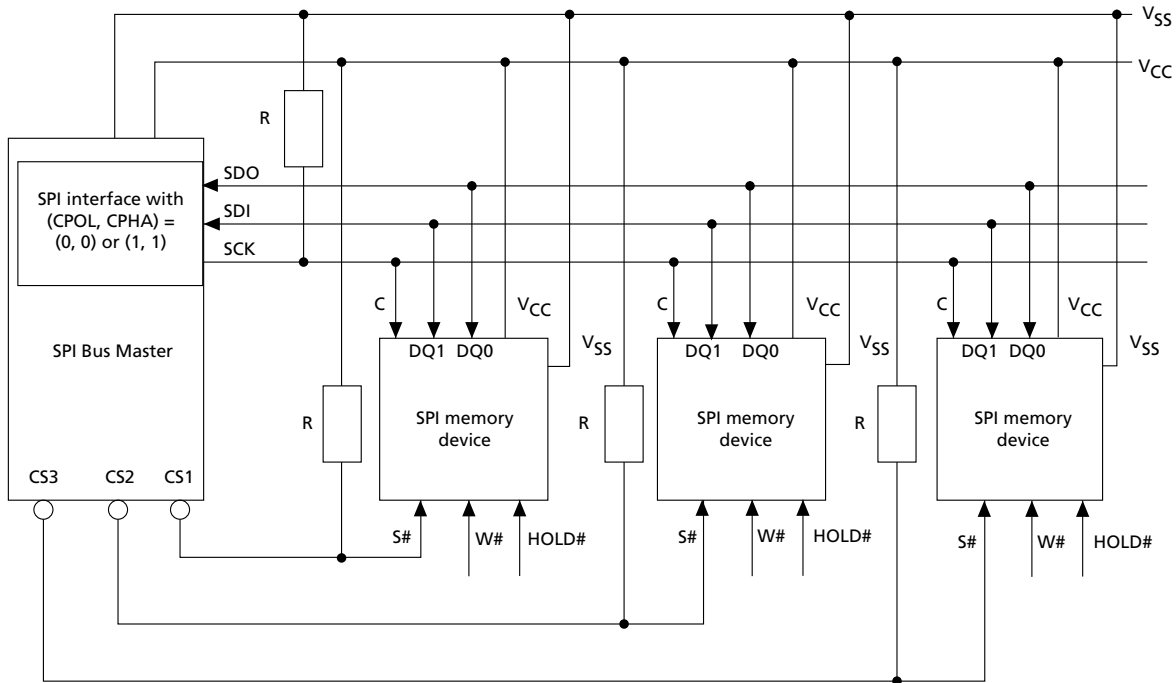 VSS
VCC
R
SDO
SPI interface with
(CPOL, CPHA) =
(0, 0) or (1, 1)
SDI
SCK
SPI Bus Master
C
VCC
C
VCC
C
VCC
DQ1 DQ0
VSS
DQ1 DQ0
VSS
DQ1 DQ0
VSS
R
SPI memory
device
R
SPI memory
device
R
SPI memory
device
CS3 CS2 CS1
S# W# HOLD#
S# W# HOLD#
S# W# HOLD#